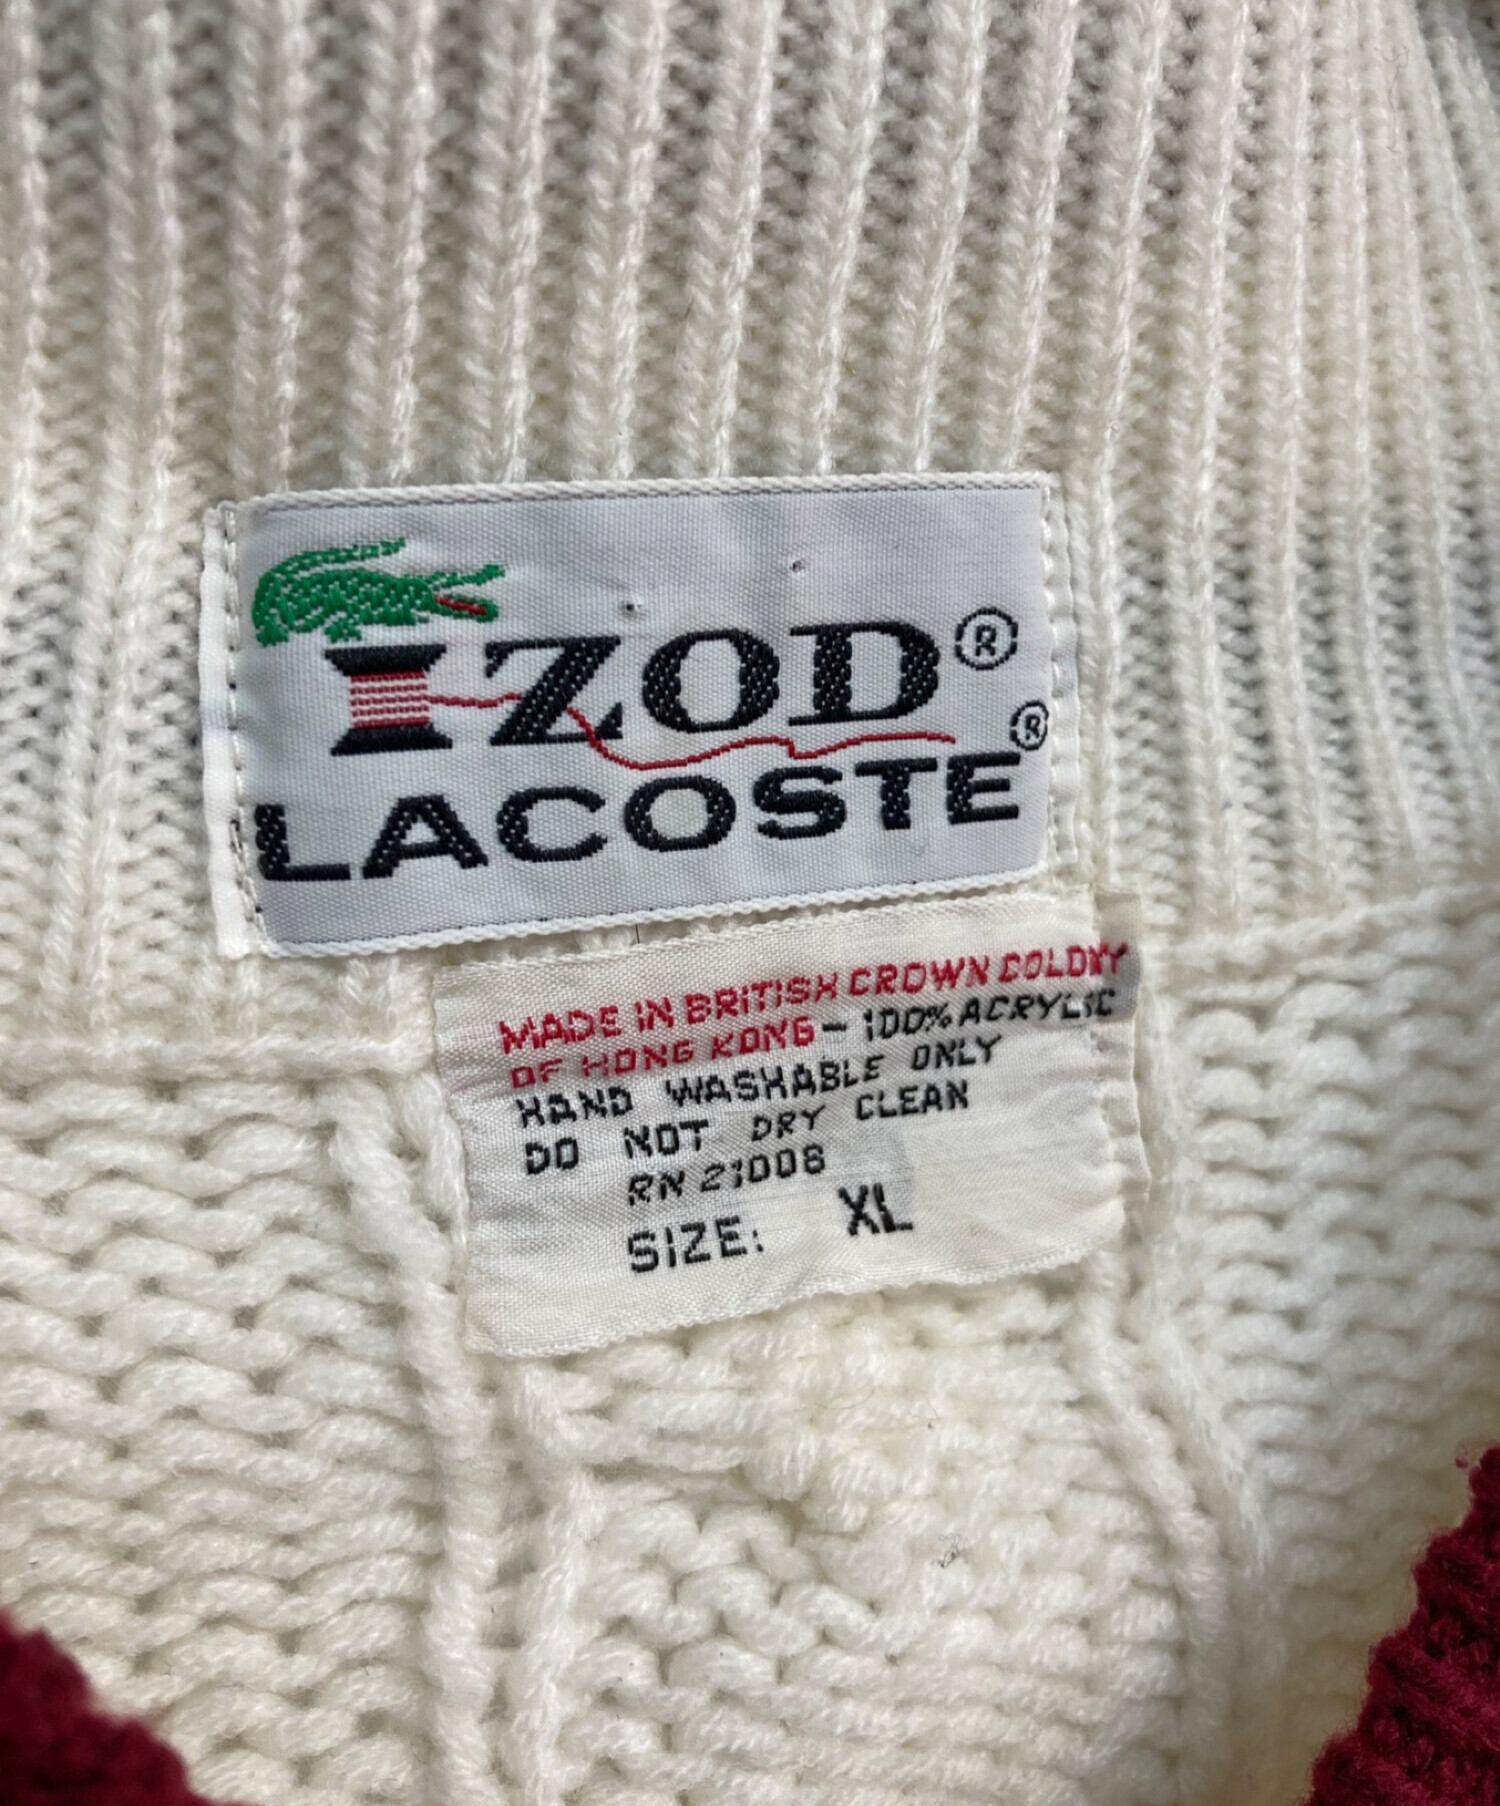 IZOD®
LACOSTE®
MADE IN BRITISH CROWN COLONY
OF HONG KONG - 100% ACRYLIC
HAND WASHABLE ONLY
DO NOT DRY CLEAN
RN 21008
SIZE: XL